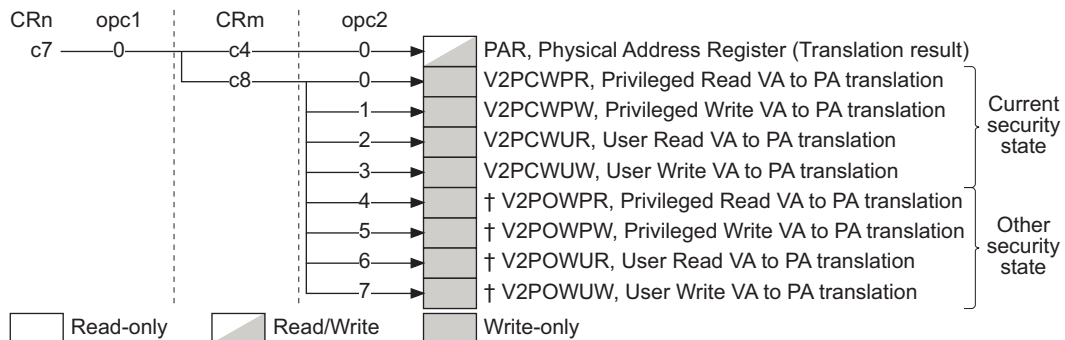 CRn opc1 CRm opc2
c7 0 c4 0 PAR, Physical Address Register (Translation result)
c8 0 V2PCWPR, Privileged Read VA to PA translation
1 V2PCWPW, Privileged Write VA to PA translation
2 V2PCWUR, User Read VA to PA translation
3 V2PCWUW, User Write VA to PA translation
Current
security
state
4 † V2POWPR, Privileged Read VA to PA translation
5 † V2POWPW, Privileged Write VA to PA translation
6 † V2POWUR, User Read VA to PA translation
7 † V2POWUW, User Write VA to PA translation
Other
security
state
Read-only Read/Write Write-only